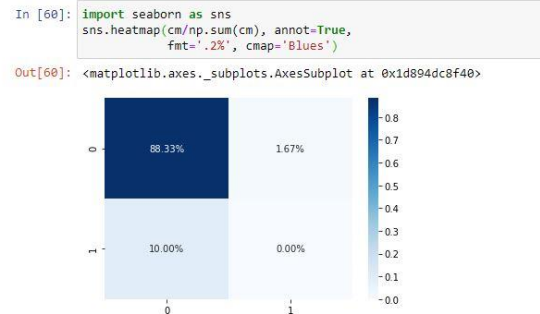 In [60]: import seaborn as sns
sns.heatmap(cm/np.sum(cm), annot=True,
fmt='.2%', cmap='Blues')
Out[60]: <matplotlib.axes._subplots.AxesSubplot at 0x1d894dc8f40>
0.8
0 88.33% 1.67%
0.7
0.6
0.5
0.4
0.3
1 10.00% 0.00%
0.2
0.1
0.0
0 1